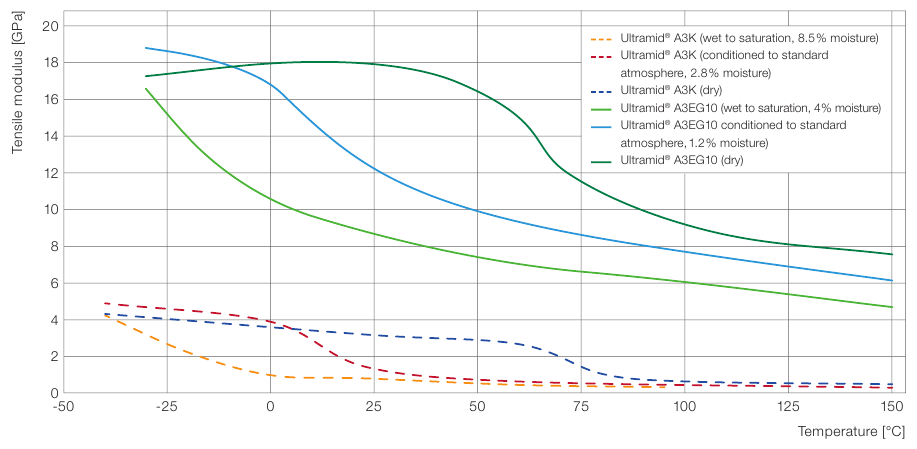 Tensile modulus [GPa]
20
18
16
14
12
10
8
6
4
2
0
-50
-25
0
25
50
75
100
125
150
Temperature [°C]
Ultramid® A3K (wet to saturation, 8.5% moisture)
Ultramid® A3K (conditioned to standard
atmosphere, 2.8% moisture)
Ultramid® A3K (dry)
Ultramid® A3EG10 (wet to saturation, 4% moisture)
Ultramid® A3EG10 conditioned to standard
atmosphere, 1.2% moisture)
Ultramid® A3EG10 (dry)